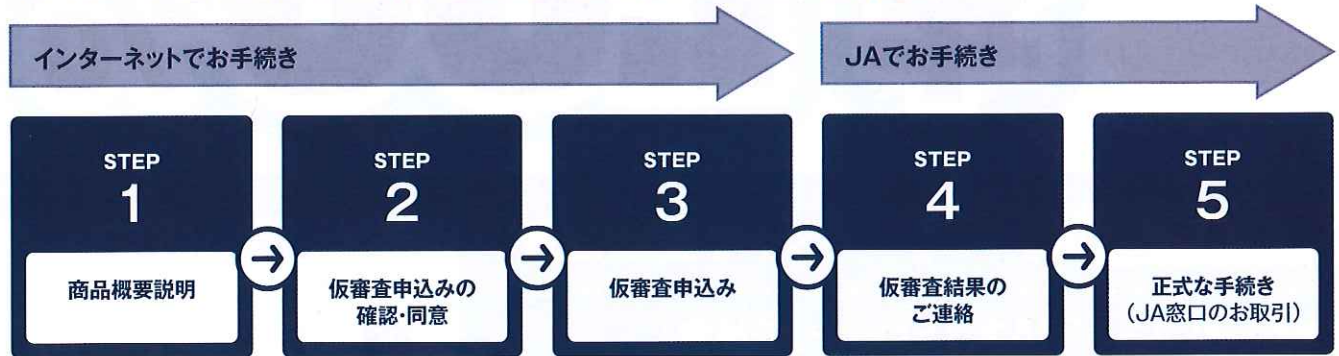 インターネットでお手続き
JAでお手続き
STEP
1
商品概要説明
→
STEP
2
仮審査申込みの
確認・同意
→
STEP
3
仮審査申込み
→
STEP
4
仮審査結果の
ご連絡
→
STEP
5
正式な手続き
(JA窓口のお取引)